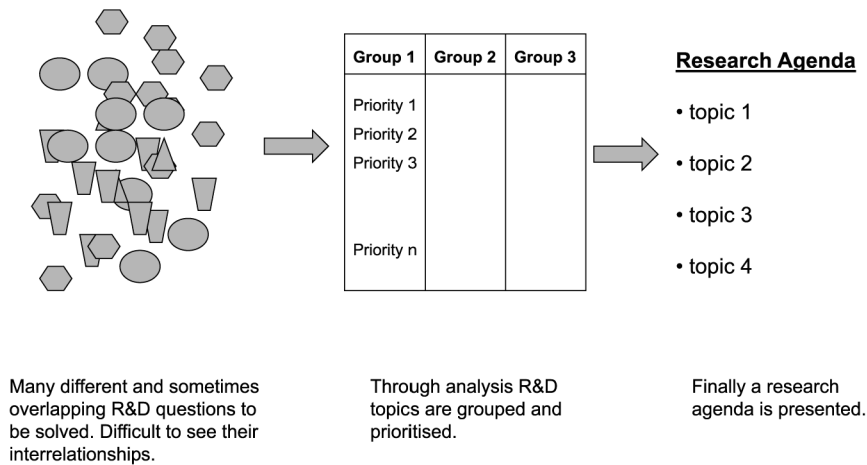 Group 1 Group 2 Group 3
Priority 1
Priority 2
Priority 3
Priority n
Research Agenda
• topic 1
• topic 2
• topic 3
• topic 4
Many different and sometimes
overlapping R&D questions to
be solved. Difficult to see their
interrelationships.
Through analysis R&D
topics are grouped and
prioritised.
Finally a research
agenda is presented.